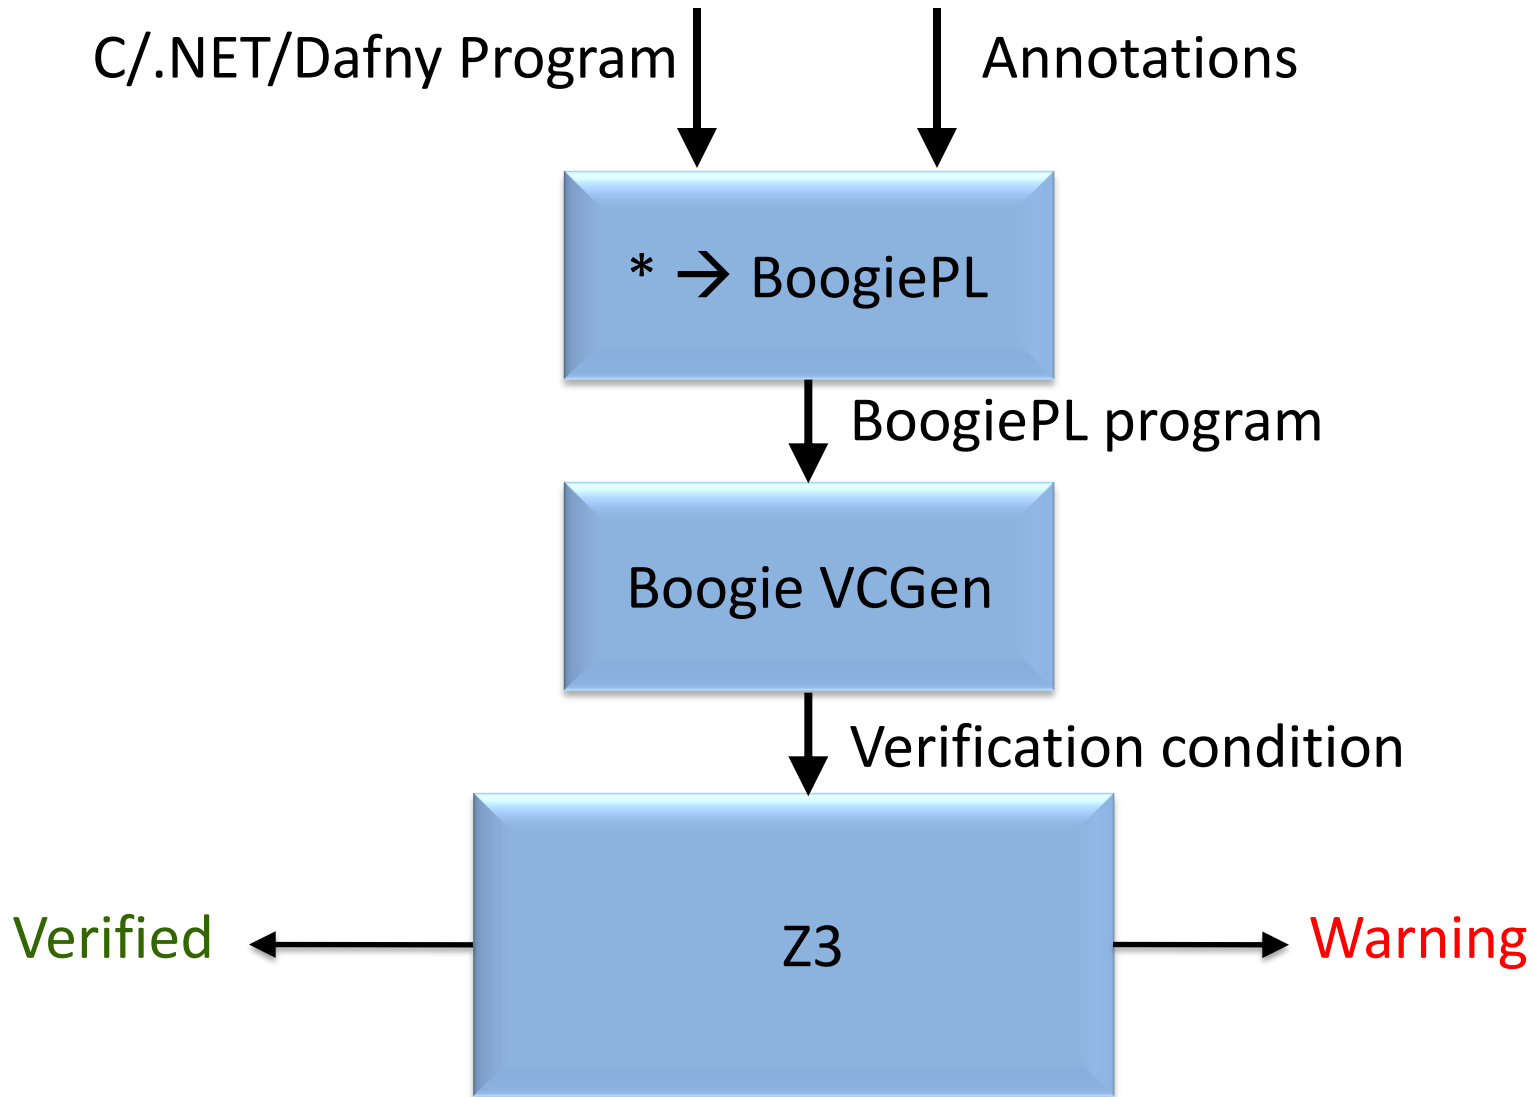 C/.NET/Dafny Program
Annotations
* → BoogiePL
BoogiePL program
Boogie VCGen
Verification condition
Verified
Z3
Warning